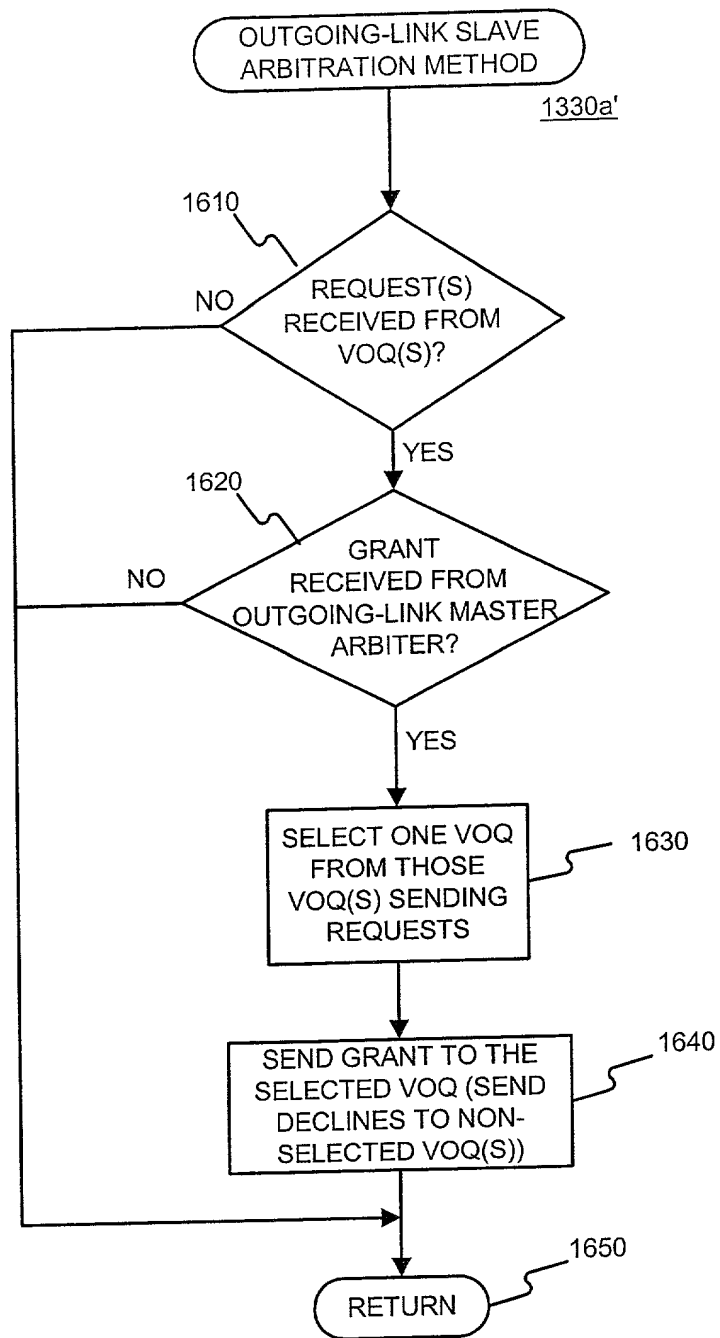 OUTGOING-LINK SLAVE
ARBITRATION METHOD
1330a'
1610
REQUEST(S)
RECEIVED FROM
VOQ(S)?
NO
YES
1620
GRANT
RECEIVED FROM
OUTGOING-LINK MASTER
ARBITER?
NO
YES
SELECT ONE VOQ
FROM THOSE
VOQ(S) SENDING
REQUESTS
1630
SEND GRANT TO THE
SELECTED VOQ (SEND
DECLINES TO NON-
SELECTED VOQ(S))
1640
RETURN
1650